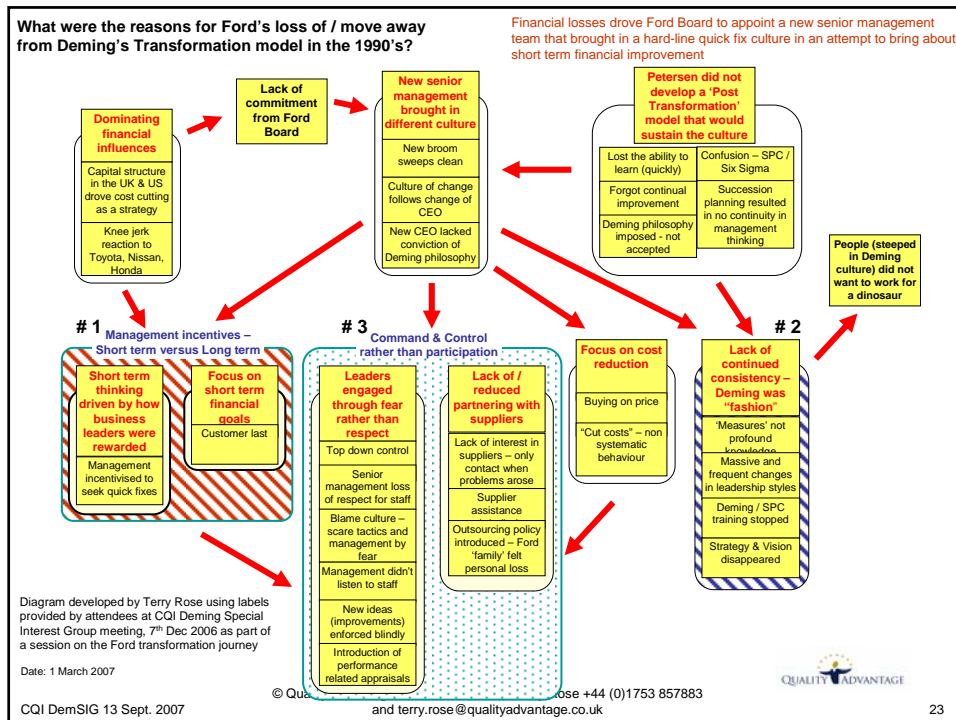 What were the reasons for Ford's loss of / move away
from Deming's Transformation model in the 1990's?
Financial losses drove Ford Board to appoint a new senior management
team that brought in a hard-line quick fix culture in an attempt to bring about
short term financial improvement
Dominating
financial
influences
Capital structure
in the UK & US
drove cost cutting
as a strategy
Knee jerk
reaction to
Toyota, Nissan,
Honda
Lack of
commitment
from Ford
Board
New senior
management
brought in
different culture
New broom
sweeps clean
Culture of change
follows change of
CEO
New CEO lacked
conviction of
Deming philosophy
Petersen did not
develop a 'Post
Transformation'
model that would
sustain the culture
Lost the ability to
learn (quickly)
Forgot continual
improvement
Deming philosophy
imposed - not
accepted
Confusion – SPC /
Six Sigma
Succession
planning resulted
in no continuity in
management
thinking
People (steeped
in Deming
culture) did not
want to work for
a dinosaur
# 1
Management incentives –
Short term versus Long term
Short term
thinking
driven by how
business
leaders were
rewarded
Management
incentivised to
seek quick fixes
Focus on
short term
financial
goals
Customer last
# 3
Command & Control
rather than participation
Leaders
engaged
through fear
rather than
respect
Top down control
Senior
management loss
of respect for staff
Blame culture –
scare tactics and
management by
fear
Management didn't
listen to staff
New ideas
(improvements)
enforced blindly
Introduction of
performance
related appraisals
Lack of /
reduced
partnering with
suppliers
Lack of interest in
suppliers – only
contact when
problems arose
Supplier
assistance
Outsourcing policy
introduced – Ford
'family' felt
personal loss
Focus on cost
reduction
Buying on price
"Cut costs" – non
systematic
behaviour
# 2
Lack of
continued
consistency –
Deming was
"fashion"
'Measures' not
profound
knowledge
Massive and
frequent changes
in leadership styles
Deming / SPC
training stopped
Strategy & Vision
disappeared
Diagram developed by Terry Rose using labels
provided by attendees at CQI Deming Special
Interest Group meeting, 7th Dec 2006 as part of
a session on the Ford transformation journey
Date: 1 March 2007
CQI DemSIG 13 Sept. 2007
© Qua
ose +44 (0)1753 857883
and terry.rose@qualityadvantage.co.uk
QUALITY ADVANTAGE
23